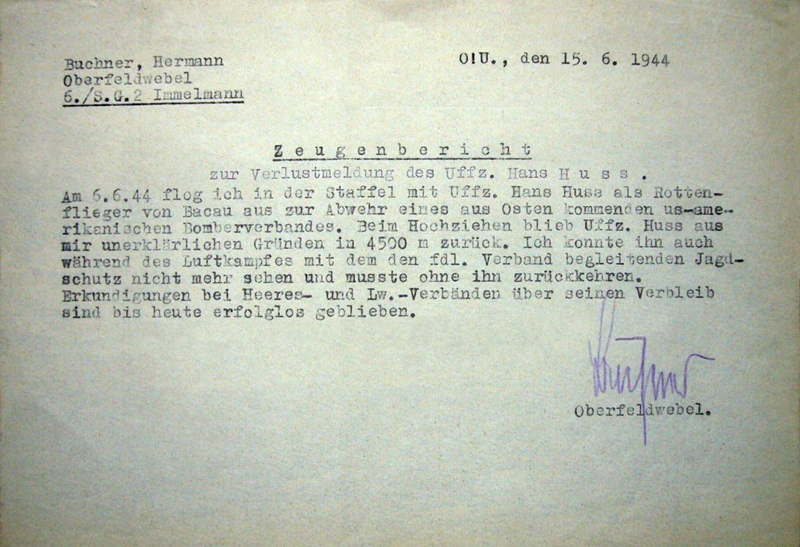 Buchner, Hermann
O!U., den 15. 6. 1944
Oberfeldwebel
6./S.G.2 Immelmann
Zeugenbericht
zur Verlustmeldung des Uffz. Hans Huss.
Am 6.6.44 flog ich in der Staffel mit Uffz. Hans Huss als Rotten-
flieger von Bacau aus zur Abwehr eines aus Osten kommenden us-ame-
rikanischen Bomberverbandes. Beim Hochziehen blieb Uffz. Huss aus
mir unerklärlichen Gründen in 4500 m zurück. Ich konnte ihn auch
während des Luftkampfes mit dem den fdl. Verband begleitenden Jagd-
schutz nicht mehr sehen und musste ohne ihn zurückkehren.
Erkundigungen bei Heeres- und Lw.-Verbänden über seinen Verbleib
sind bis heute erfolglos geblieben.
Oberfeldwebel.